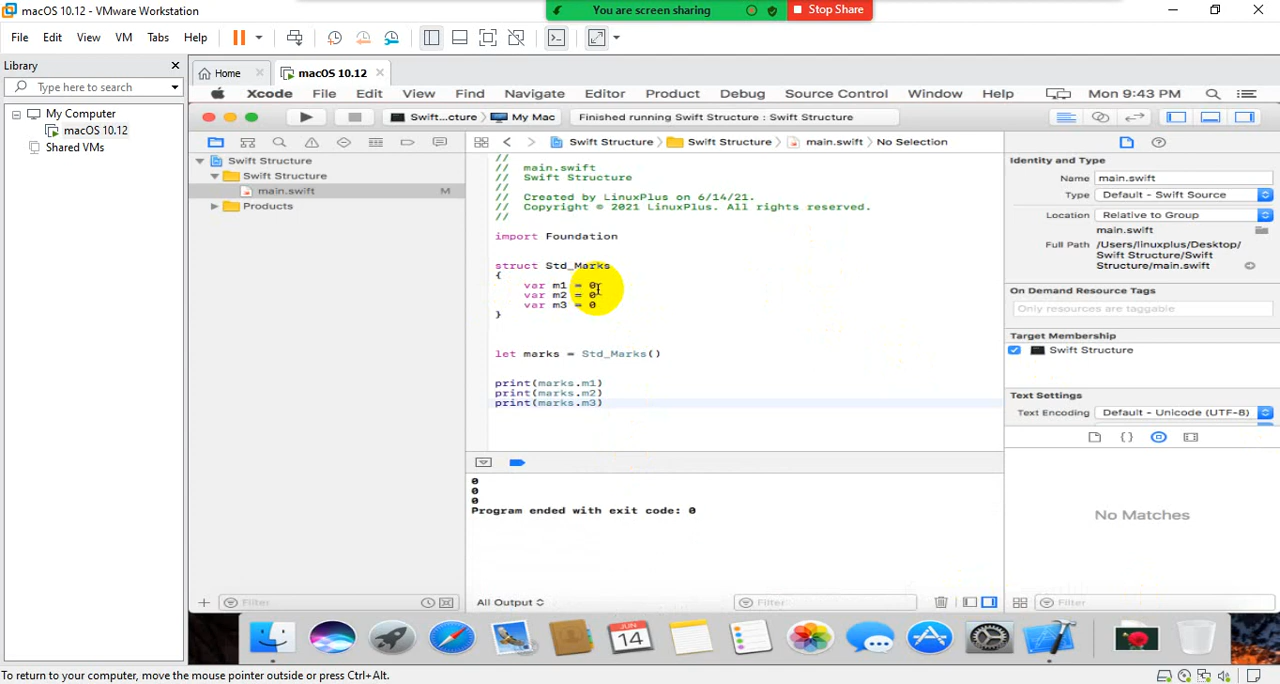 macOS 10.12 - VMware Workstation
You are screen sharing
Stop Share
File Edit View VM Tabs Help
Library
Type here to search
My Computer
macOS 10.12
Shared VMs
Home
macOS 10.12
Xcode File Edit View Find Navigate Editor Product Debug Source Control Window Help Mon 9:43 PM
Swift...cture My Mac
Finished running Swift Structure : Swift Structure
Swift Structure
Swift Structure
main.swift M
Products
Swift Structure Swift Structure main.swift No Selection
//
// main.swift
// Swift Structure
//
// Created by LinuxPlus on 6/14/21.
// Copyright © 2021 LinuxPlus. All rights reserved.
//
import Foundation
struct Std_Marks
{
var m1 = 0
var m2 = 0
var m3 = 0
}
let marks = Std_Marks()
print(marks.m1)
print(marks.m2)
print(marks.m3)
0
0
0
Program ended with exit code: 0
Identity and Type
Name main.swift
Type Default - Swift Source
Location Relative to Group
main.swift
Full Path /Users/linuxplus/Desktop/
Swift Structure/Swift
Structure/main.swift
On Demand Resource Tags
Only resources are taggable
Target Membership
Swift Structure
Text Settings
Text Encoding Default - Unicode (UTF-8)
No Matches
Filter
All Output
Filter
Filter
JUN
14
To return to your computer, move the mouse pointer outside or press Ctrl+Alt.